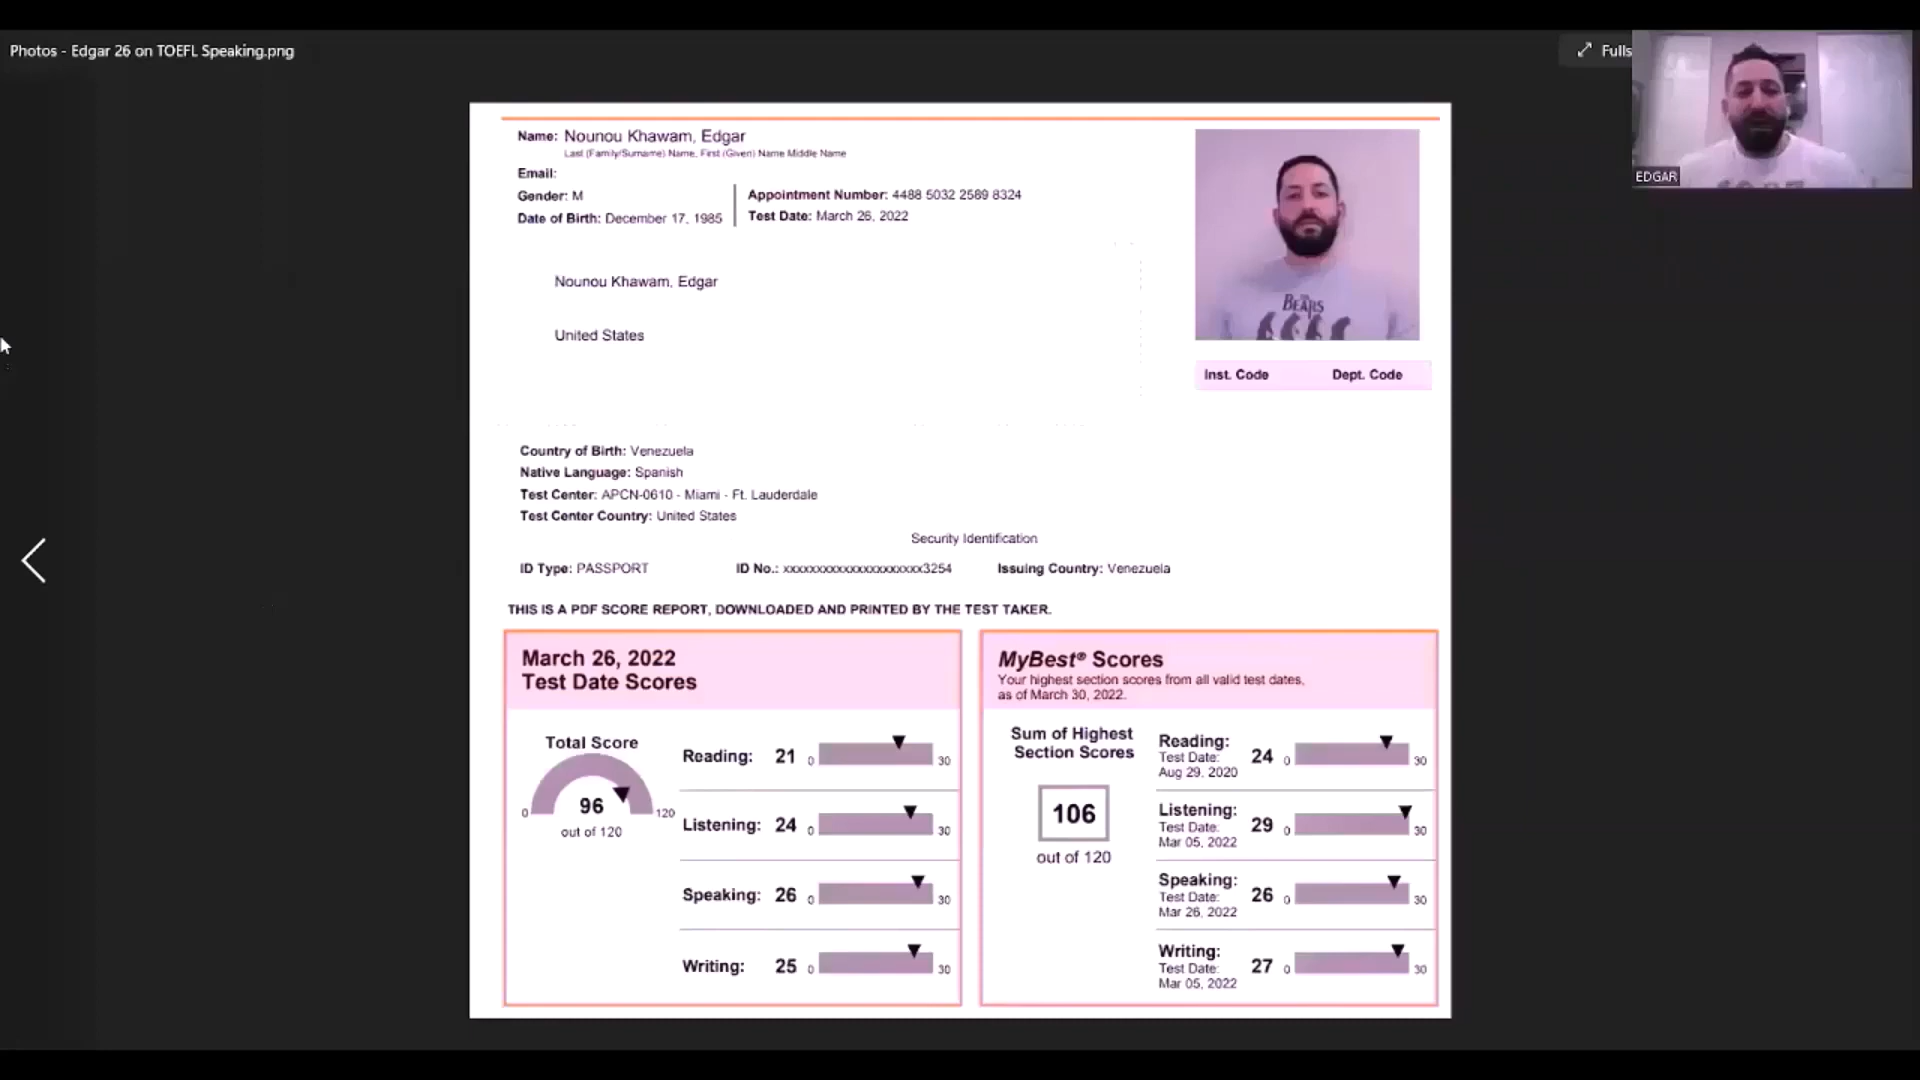 Photos - Edgar 26 on TOEFL Speaking.png
Fulls
EDGAR
Name: Nounou Khawam, Edgar
Last (Family/Surname) Name, First (Given) Name Middle Name
Email:
Gender: M
Date of Birth: December 17, 1985
Appointment Number: 4488 5032 2589 8324
Test Date: March 26, 2022
THE BEARS
Nounou Khawam, Edgar
United States
Inst. Code Dept. Code
Country of Birth: Venezuela
Native Language: Spanish
Test Center: APCN-0610 - Miami - Ft. Lauderdale
Test Center Country: United States
Security Identification
ID Type: PASSPORT ID No.: xxxxxxxxxxxxxxxxxxxxx3254 Issuing Country: Venezuela
THIS IS A PDF SCORE REPORT, DOWNLOADED AND PRINTED BY THE TEST TAKER.
March 26, 2022
Test Date Scores
Total Score
0 96 120
out of 120
Reading: 21 0 30
Listening: 24 0 30
Speaking: 26 0 30
Writing: 25 0 30
MyBest® Scores
Your highest section scores from all valid test dates,
as of March 30, 2022.
Sum of Highest
Section Scores
106
out of 120
Reading: 24 0 30
Test Date:
Aug 29, 2020
Listening: 29 0 30
Test Date:
Mar 05, 2022
Speaking: 26 0 30
Test Date:
Mar 26, 2022
Writing: 27 0 30
Test Date:
Mar 05, 2022